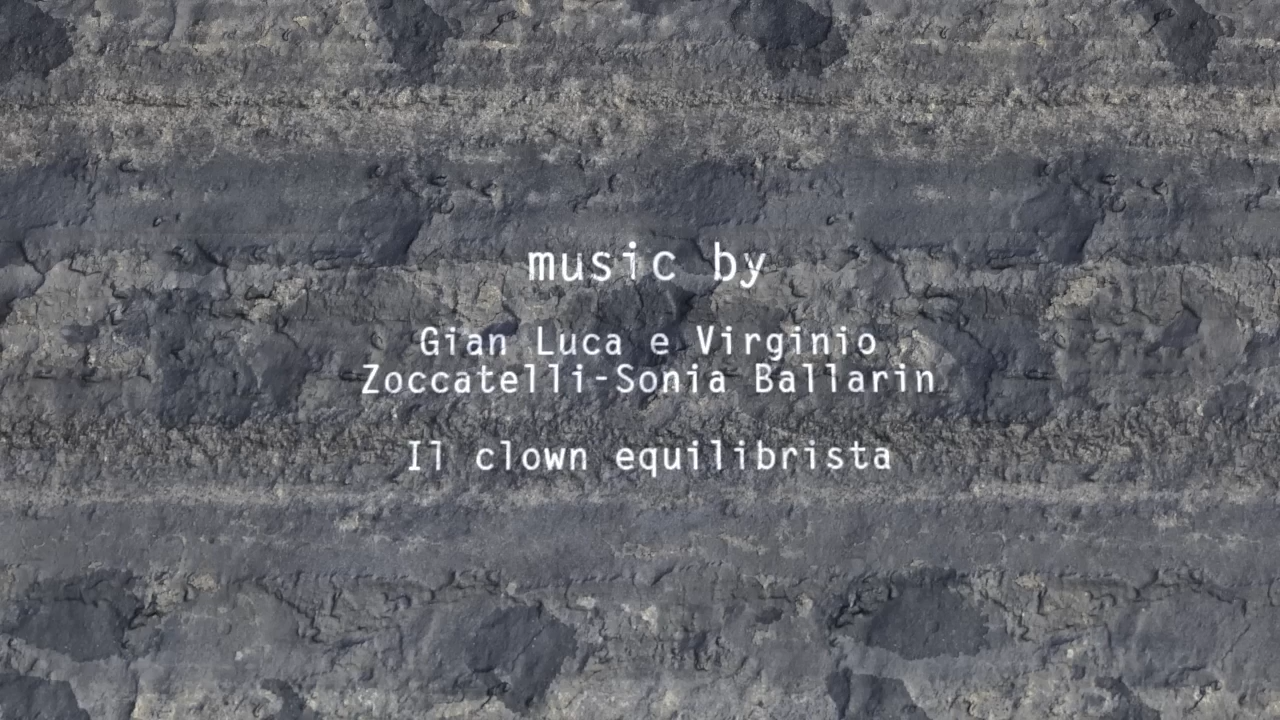 music by
Gian Luca e Virginio
Zoccatelli-Sonia Ballarin
Il clown equilibrista